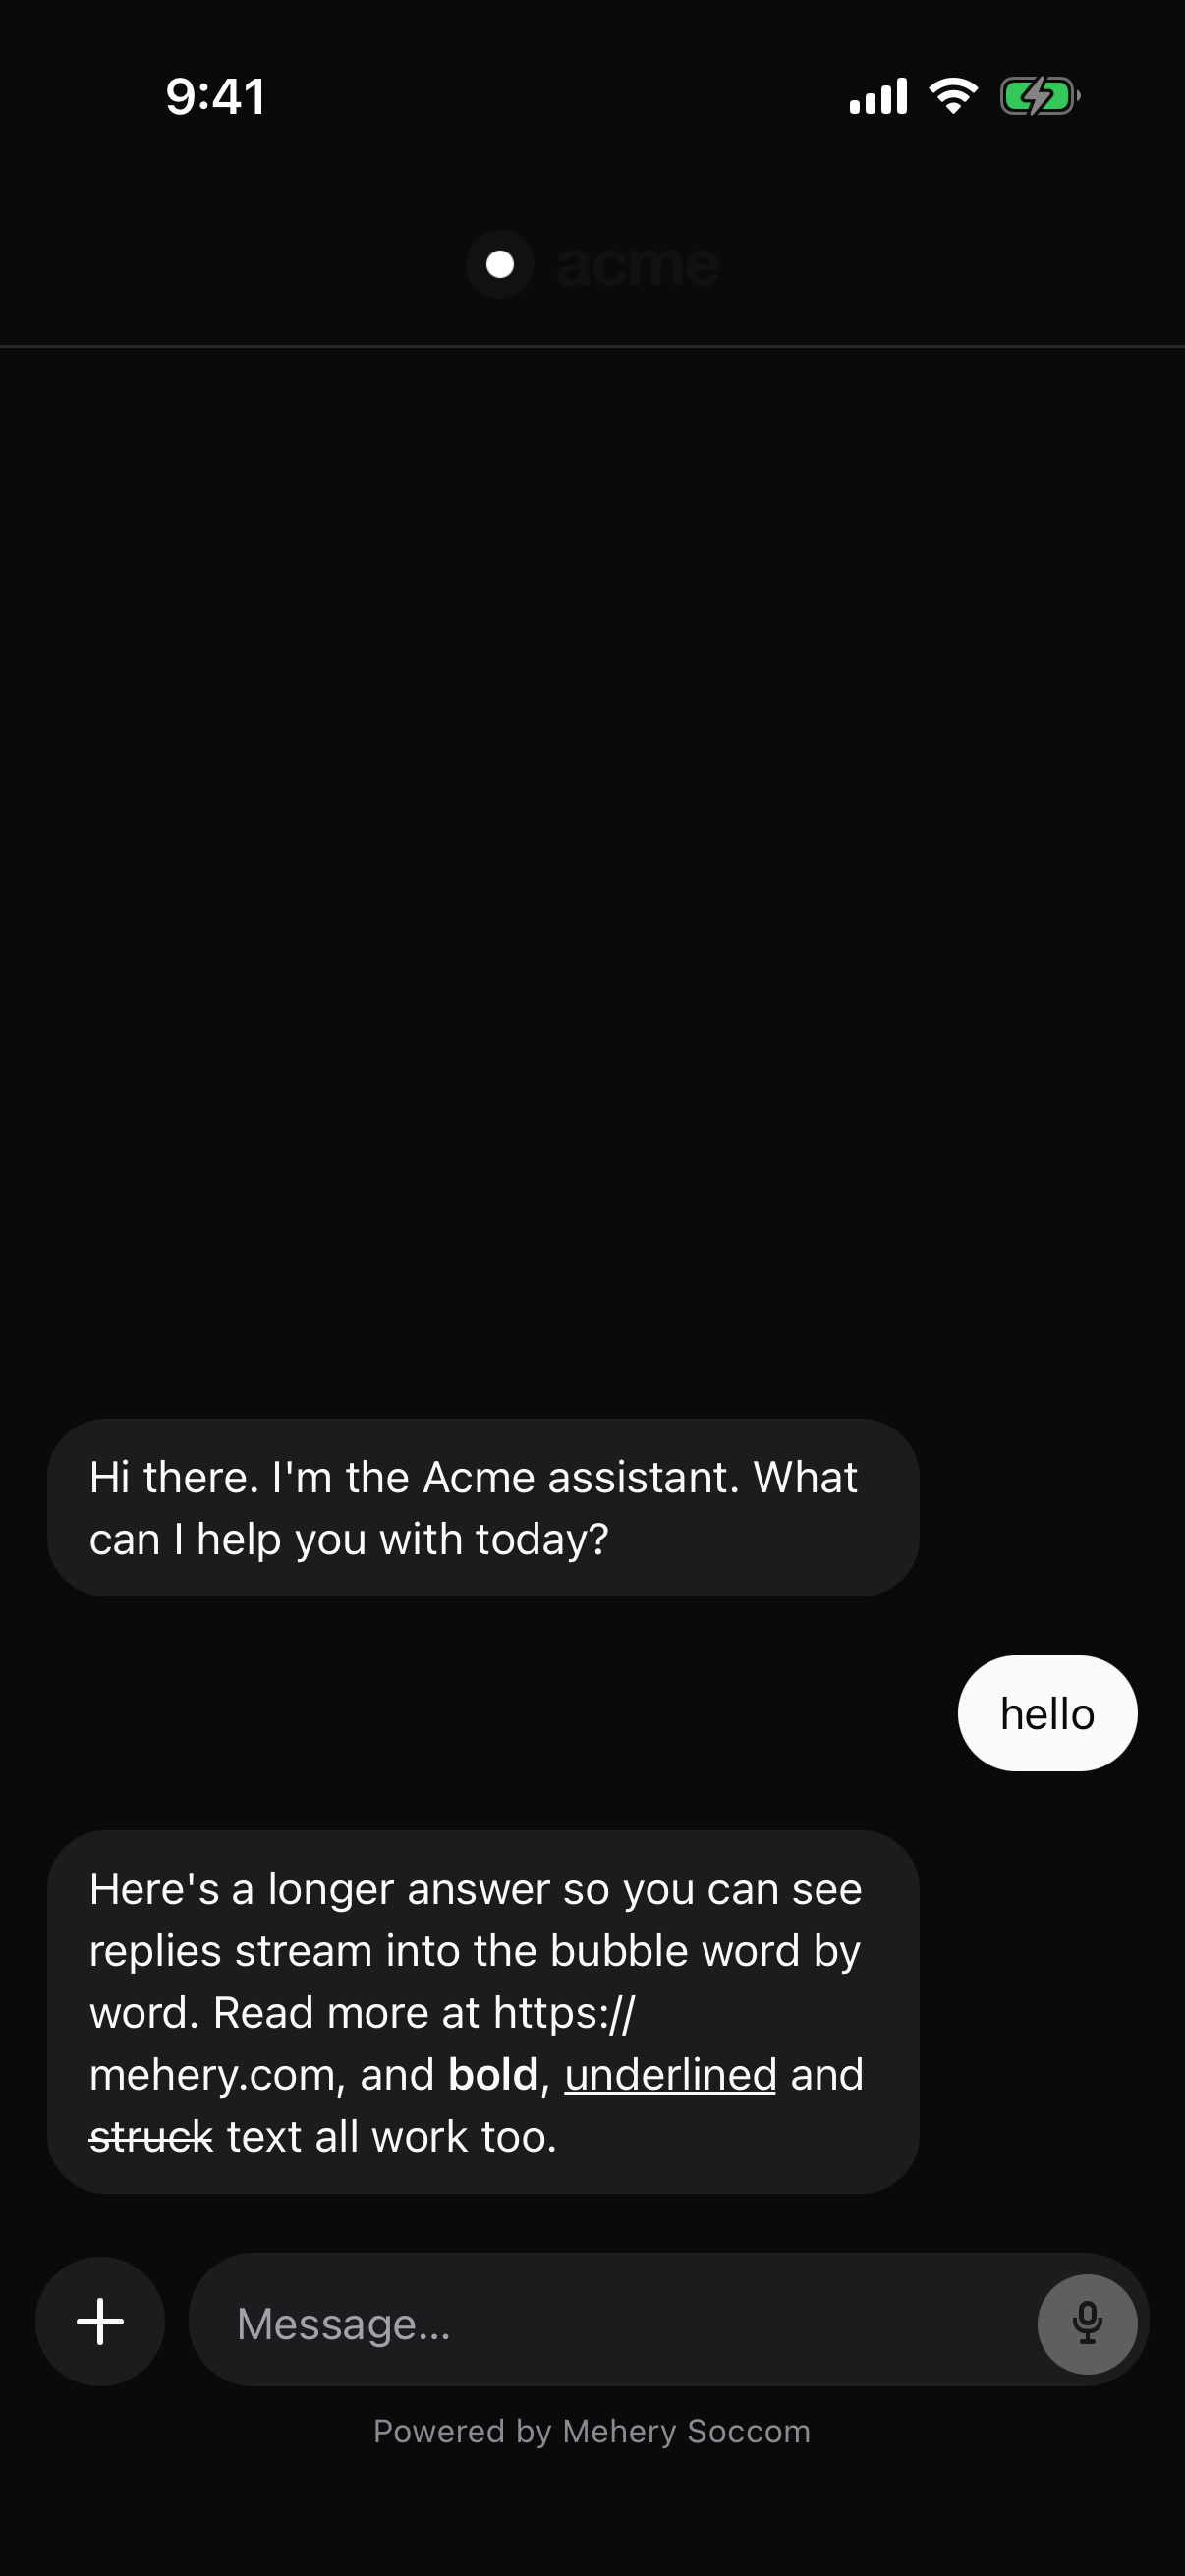 9:41
acme
Hi there. I'm the Acme assistant. What
can I help you with today?
hello
Here's a longer answer so you can see
replies stream into the bubble word by
word. Read more at https://
mehery.com, and bold, underlined and
struck text all work too.
Message...
Powered by Mehery Soccom